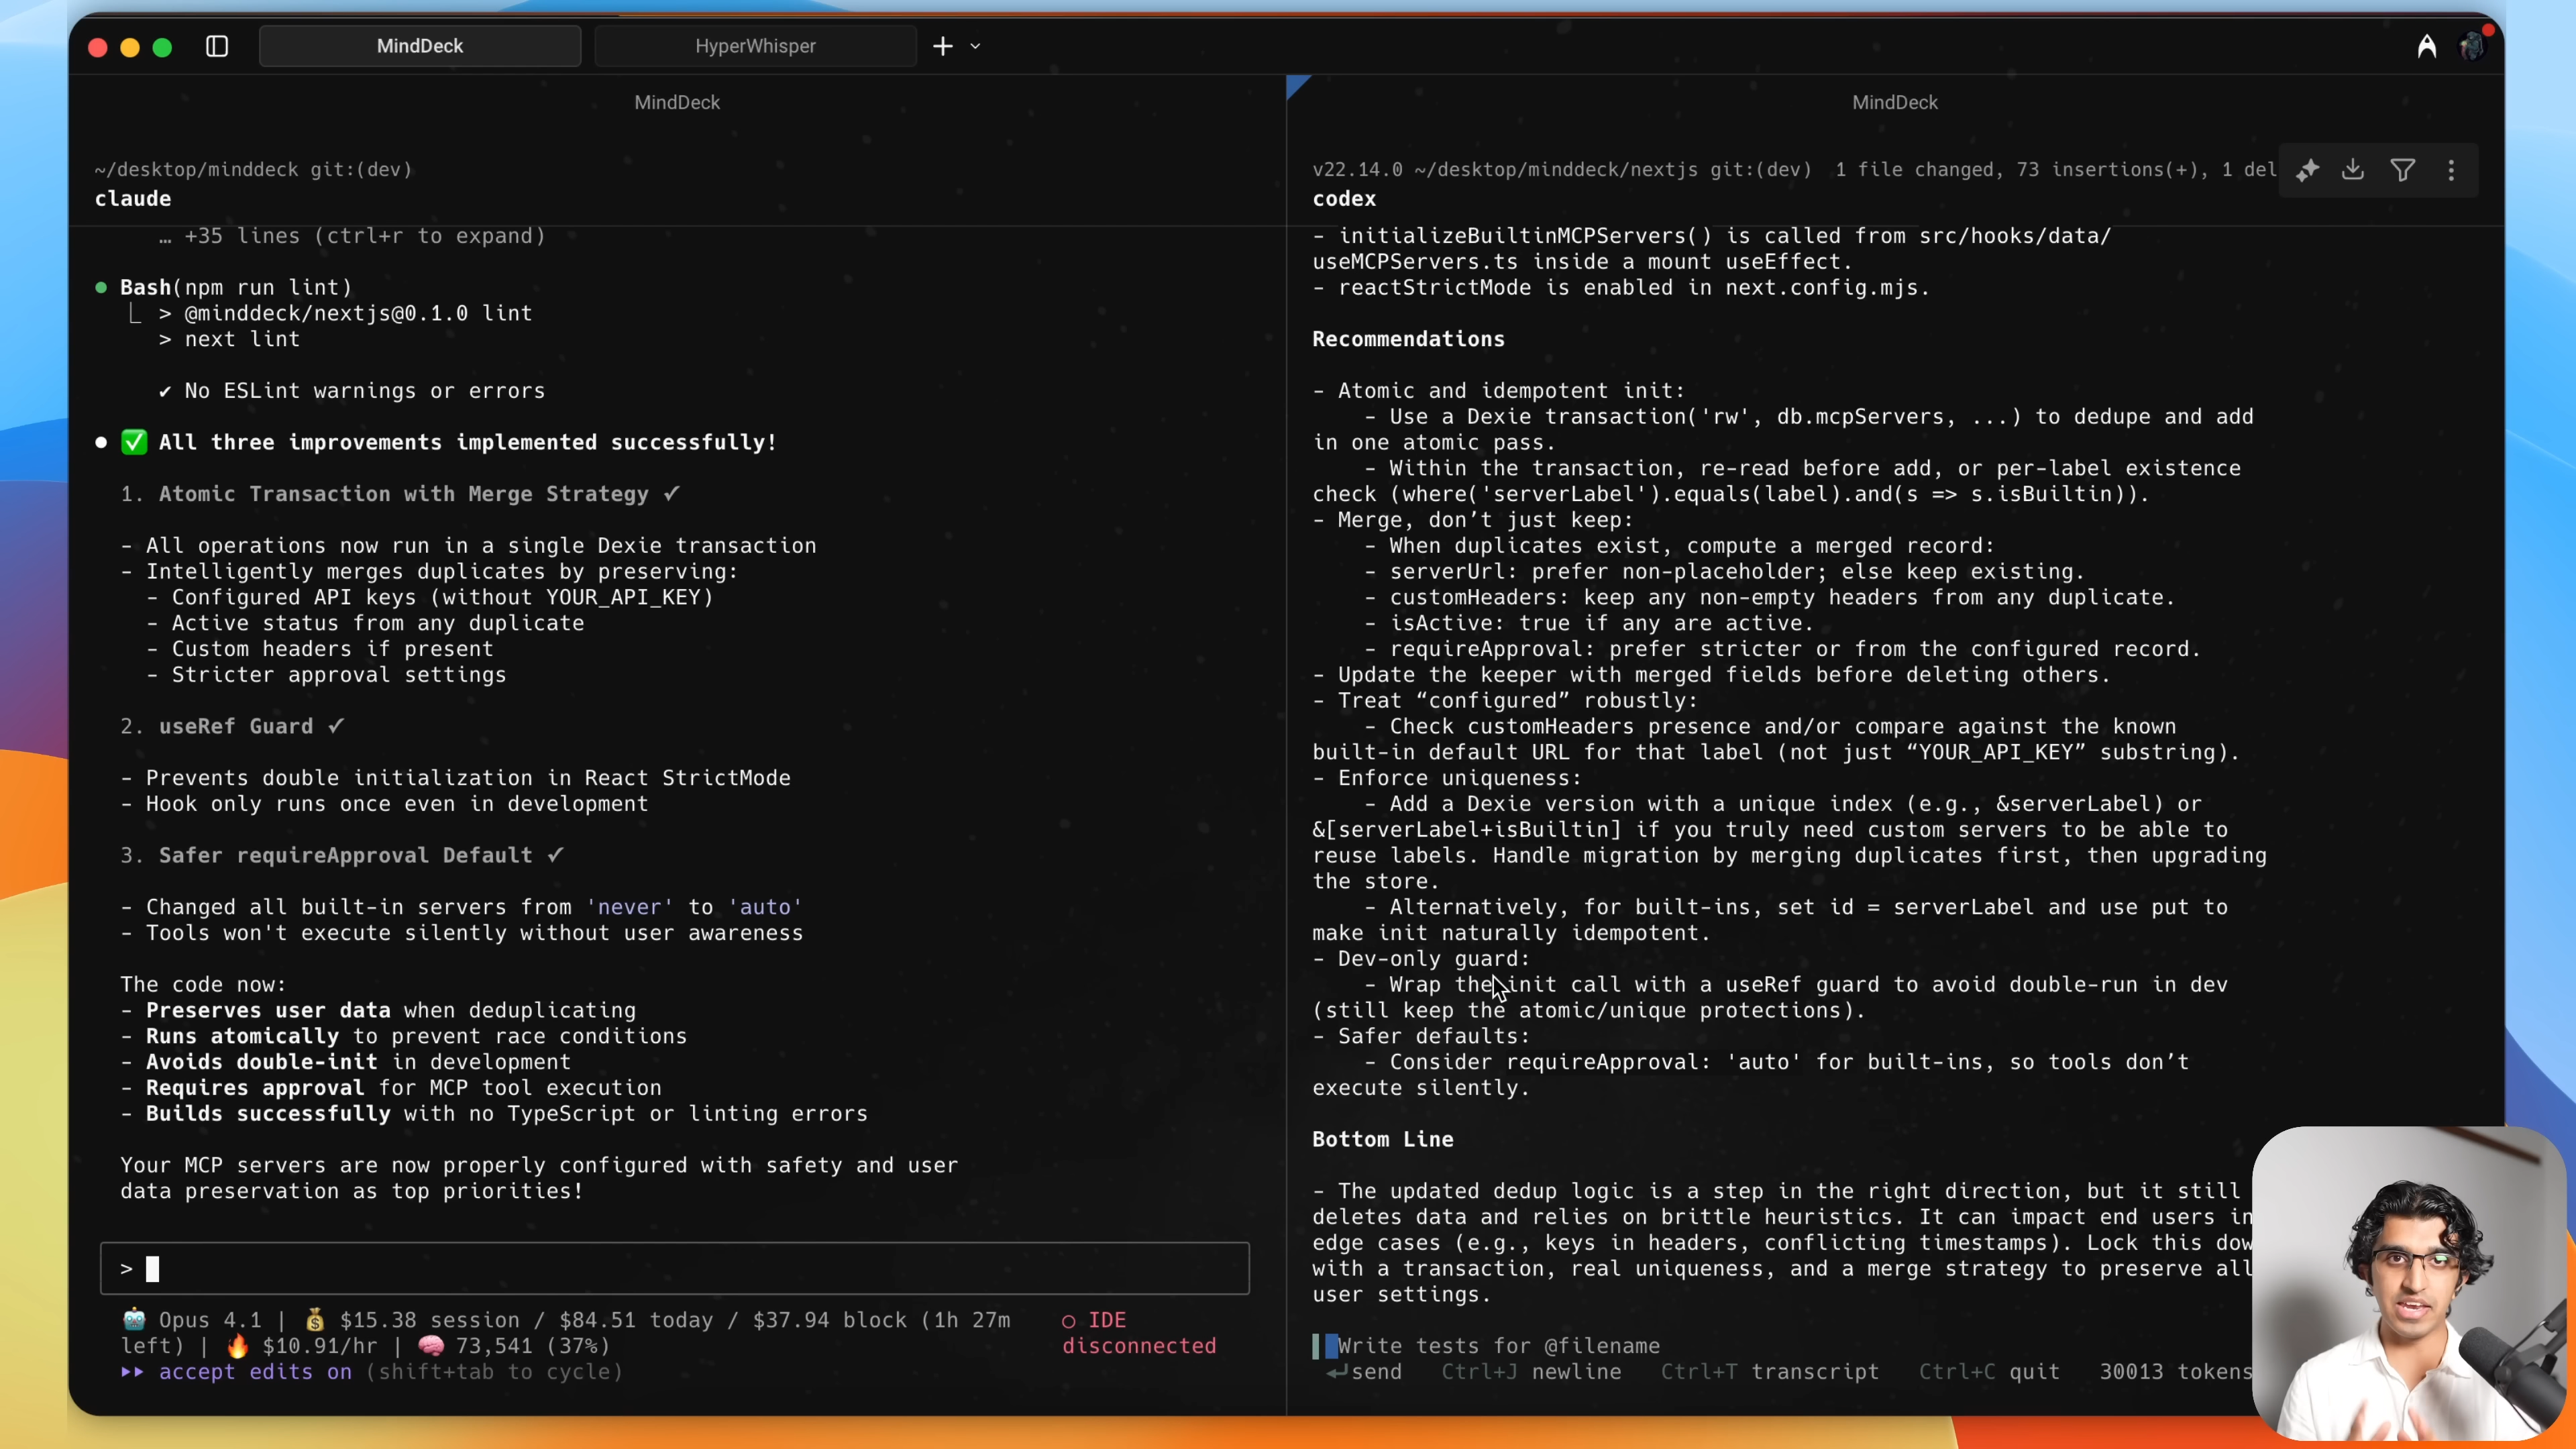 MindDeck
HyperWhisper
MindDeck
~/desktop/minddeck git:(dev)
claude
… +35 lines (ctrl+r to expand)
Bash(npm run lint)
> @minddeck/nextjs@0.1.0 lint
> next lint
✔ No ESLint warnings or errors
✅ All three improvements implemented successfully!
1. Atomic Transaction with Merge Strategy ✓
- All operations now run in a single Dexie transaction
- Intelligently merges duplicates by preserving:
- Configured API keys (without YOUR_API_KEY)
- Active status from any duplicate
- Custom headers if present
- Stricter approval settings
2. useRef Guard ✓
- Prevents double initialization in React StrictMode
- Hook only runs once even in development
3. Safer requireApproval Default ✓
- Changed all built-in servers from 'never' to 'auto'
- Tools won't execute silently without user awareness
The code now:
- Preserves user data when deduplicating
- Runs atomically to prevent race conditions
- Avoids double-init in development
- Requires approval for MCP tool execution
- Builds successfully with no TypeScript or linting errors
Your MCP servers are now properly configured with safety and user
data preservation as top priorities!
>
🤖 Opus 4.1 | 💰 $15.38 session / $84.51 today / $37.94 block (1h 27m
left) | 🔥 $10.91/hr | 🧠 73,541 (37%)
○ IDE
disconnected
▸▸ accept edits on (shift+tab to cycle)
MindDeck
v22.14.0 ~/desktop/minddeck/nextjs git:(dev) 1 file changed, 73 insertions(+), 1 del
codex
- initializeBuiltinMCPServers() is called from src/hooks/data/
useMCPServers.ts inside a mount useEffect.
- reactStrictMode is enabled in next.config.mjs.
Recommendations
- Atomic and idempotent init:
- Use a Dexie transaction('rw', db.mcpServers, ...) to dedupe and add
in one atomic pass.
- Within the transaction, re-read before add, or per-label existence
check (where('serverLabel').equals(label).and(s => s.isBuiltin)).
- Merge, don’t just keep:
- When duplicates exist, compute a merged record:
- serverUrl: prefer non-placeholder; else keep existing.
- customHeaders: keep any non-empty headers from any duplicate.
- isActive: true if any are active.
- requireApproval: prefer stricter or from the configured record.
- Update the keeper with merged fields before deleting others.
- Treat “configured” robustly:
- Check customHeaders presence and/or compare against the known
built-in default URL for that label (not just “YOUR_API_KEY” substring).
- Enforce uniqueness:
- Add a Dexie version with a unique index (e.g., &serverLabel) or
&[serverLabel+isBuiltin] if you truly need custom servers to be able to
reuse labels. Handle migration by merging duplicates first, then upgrading
the store.
- Alternatively, for built-ins, set id = serverLabel and use put to
make init naturally idempotent.
- Dev-only guard:
- Wrap the init call with a useRef guard to avoid double-run in dev
(still keep the atomic/unique protections).
- Safer defaults:
- Consider requireApproval: 'auto' for built-ins, so tools don’t
execute silently.
Bottom Line
- The updated dedup logic is a step in the right direction, but it still
deletes data and relies on brittle heuristics. It can impact end users in
edge cases (e.g., keys in headers, conflicting timestamps). Lock this dow
with a transaction, real uniqueness, and a merge strategy to preserve all
user settings.
Write tests for @filename
⏎send Ctrl+J newline Ctrl+T transcript Ctrl+C quit 30013 tokens